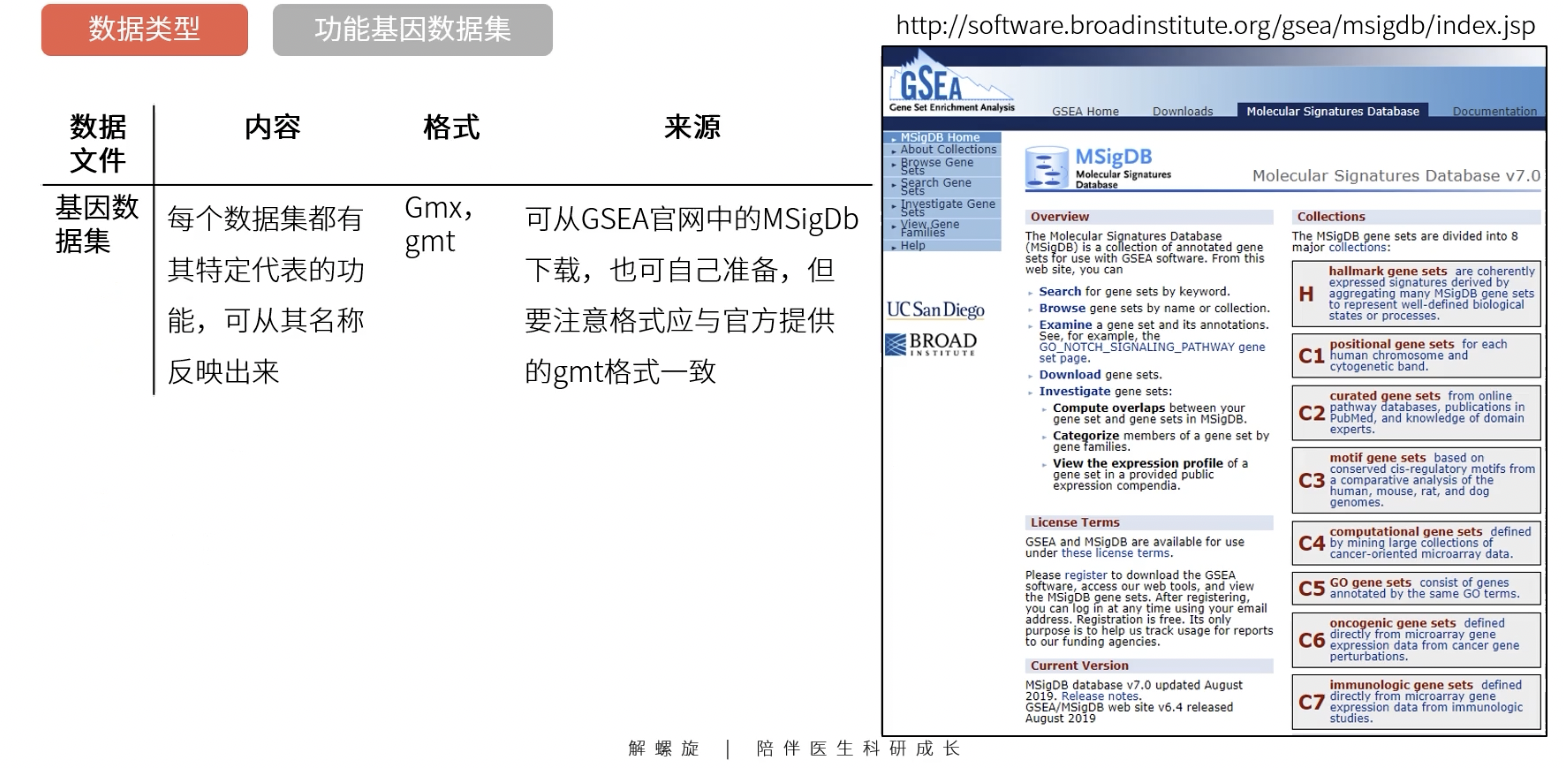 数据类型
功能基因数据集
http://software.broadinstitute.org/gsea/msigdb/index.jsp
数据
文件
内容
格式
来源
基因数
据集
每个数据集都有
其特定代表的功
能，可从其名称
反映出来
Gmx,
gmt
可从GSEA官网中的MSigDb
下载，也可自己准备，但
要注意格式应与官方提供
的gmt格式一致
GSEA
Gene Set Enrichment Analysis
GSEA Home
Downloads
Molecular Signatures Database
Documentation
MSigDB Home
About Collections
Browse Gene
Sets
Search Gene
Sets
Investigate Gene
Sets
View Gene
Families
Help
UC San Diego
BROAD
INSTITUTE
MSigDB
Molecular Signatures
Database
Molecular Signatures Database v7.0
Overview
The Molecular Signatures Database
(MSigDB) is a collection of annotated gene
sets for use with GSEA software. From this
web site, you can
Search for gene sets by keyword.
Browse gene sets by name or collection.
Examine a gene set and its annotations.
See, for example, the
GO_NOTCH_SIGNALING_PATHWAY gene
set page.
Download gene sets.
Investigate gene sets:
Compute overlaps between your
gene set and gene sets in MSigDB.
Categorize members of a gene set by
gene families.
View the expression profile of a
gene set in a provided public
expression compendia.
License Terms
GSEA and MSigDB are available for use
under these license terms.
Please register to download the GSEA
software, access our web tools, and view
the MSigDB gene sets. After registering,
you can log in at any time using your email
address. Registration is free. Its only
purpose is to help us track usage for reports
to our funding agencies.
Current Version
MSigDB database v7.0 updated August
2019. Release notes.
GSEA/MSigDB web site v6.4 released
August 2019
Collections
The MSigDB gene sets are divided into 8
major collections:
H
hallmark gene sets are coherently
expressed signatures derived by
aggregating many MSigDB gene sets
to represent well-defined biological
states or processes.
C1
positional gene sets for each
human chromosome and
cytogenetic band.
C2
curated gene sets from online
pathway databases, publications in
PubMed, and knowledge of domain
experts.
C3
motif gene sets based on
conserved cis-regulatory motifs from
a comparative analysis of the
human, mouse, rat, and dog
genomes.
C4
computational gene sets defined
by mining large collections of
cancer-oriented microarray data.
C5
GO gene sets consist of genes
annotated by the same GO terms.
C6
oncogenic gene sets defined
directly from microarray gene
expression data from cancer gene
perturbations.
C7
immunologic gene sets defined
directly from microarray gene
expression data from immunologic
studies.
解螺旋 | 陪伴医生科研成长